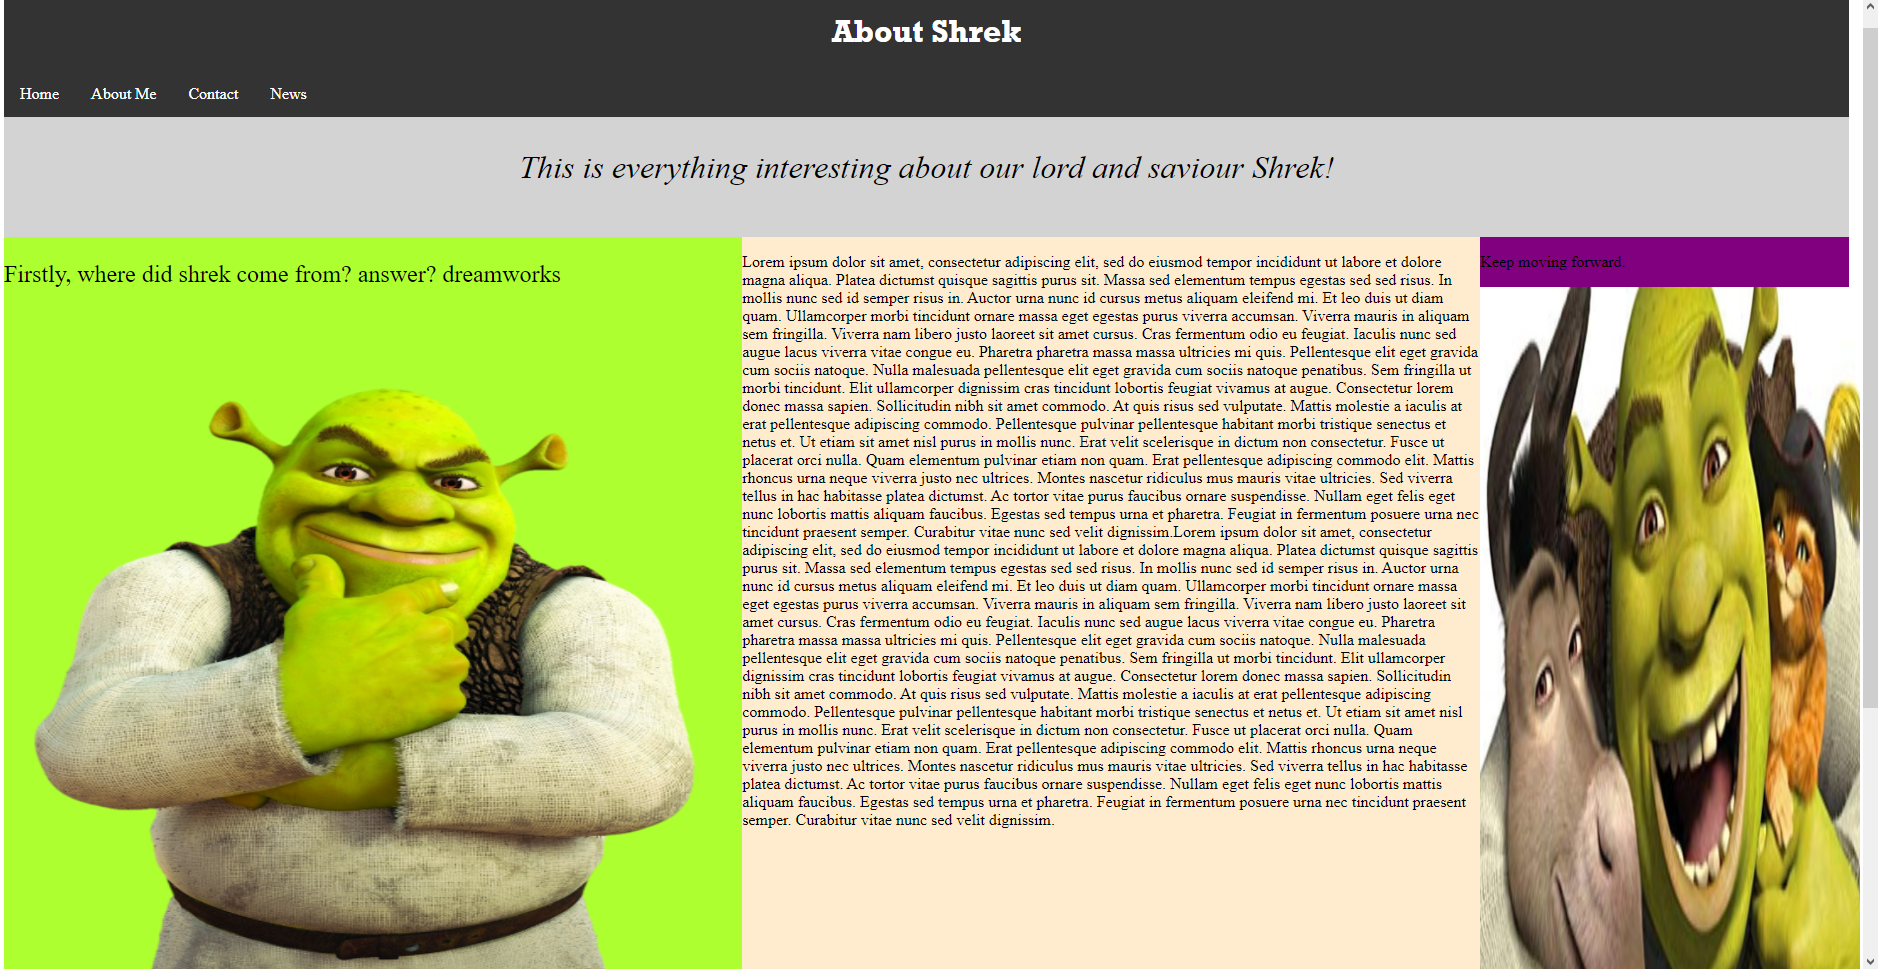 About Shrek
Home About Me Contact News
This is everything interesting about our lord and saviour Shrek!
Firstly, where did shrek come from? answer? dreamworks
Lorem ipsum dolor sit amet, consectetur adipiscing elit, sed do eiusmod tempor incididunt ut labore et dolore
magna aliqua. Platea dictumst quisque sagittis purus sit. Massa sed elementum tempus egestas sed sed risus. In
mollis nunc sed id semper risus in. Auctor urna nunc id cursus metus aliquam eleifend mi. Et leo duis ut diam
quam. Ullamcorper morbi tincidunt ornare massa eget egestas purus viverra accumsan. Viverra mauris in aliquam
sem fringilla. Viverra nam libero justo laoreet sit amet cursus. Cras fermentum odio eu feugiat. Iaculis nunc sed
augue lacus viverra vitae congue eu. Pharetra pharetra massa massa ultricies mi quis. Pellentesque elit eget gravida
cum sociis natoque. Nulla malesuada pellentesque elit eget gravida cum sociis natoque penatibus. Sem fringilla ut
morbi tincidunt. Elit ullamcorper dignissim cras tincidunt lobortis feugiat vivamus at augue. Consectetur lorem
donec massa sapien. Sollicitudin nibh sit amet commodo. At quis risus sed vulputate. Mattis molestie a iaculis at
erat pellentesque adipiscing commodo. Pellentesque pulvinar pellentesque habitant morbi tristique senectus et
netus et. Ut etiam sit amet nisl purus in mollis nunc. Erat velit scelerisque in dictum non consectetur. Fusce ut
placerat orci nulla. Quam elementum pulvinar etiam non quam. Erat pellentesque adipiscing commodo elit. Mattis
rhoncus urna neque viverra justo nec ultrices. Montes nascetur ridiculus mus mauris vitae ultricies. Sed viverra
tellus in hac habitasse platea dictumst. Ac tortor vitae purus faucibus ornare suspendisse. Nullam eget felis eget
nunc lobortis mattis aliquam faucibus. Egestas sed tempus urna et pharetra. Feugiat in fermentum posuere urna nec
tincidunt praesent semper. Curabitur vitae nunc sed velit dignissim.Lorem ipsum dolor sit amet, consectetur
adipiscing elit, sed do eiusmod tempor incididunt ut labore et dolore magna aliqua. Platea dictumst quisque sagittis
purus sit. Massa sed elementum tempus egestas sed sed risus. In mollis nunc sed id semper risus in. Auctor urna
nunc id cursus metus aliquam eleifend mi. Et leo duis ut diam quam. Ullamcorper morbi tincidunt ornare massa
eget egestas purus viverra accumsan. Viverra mauris in aliquam sem fringilla. Viverra nam libero justo laoreet sit
amet cursus. Cras fermentum odio eu feugiat. Iaculis nunc sed augue lacus viverra vitae congue eu. Pharetra
pharetra massa massa ultricies mi quis. Pellentesque elit eget gravida cum sociis natoque. Nulla malesuada
pellentesque elit eget gravida cum sociis natoque penatibus. Sem fringilla ut morbi tincidunt. Elit ullamcorper
dignissim cras tincidunt lobortis feugiat vivamus at augue. Consectetur lorem donec massa sapien. Sollicitudin
nibh sit amet commodo. At quis risus sed vulputate. Mattis molestie a iaculis at erat pellentesque adipiscing
commodo. Pellentesque pulvinar pellentesque habitant morbi tristique senectus et netus et. Ut etiam sit amet nisl
purus in mollis nunc. Erat velit scelerisque in dictum non consectetur. Fusce ut placerat orci nulla. Quam
elementum pulvinar etiam non quam. Erat pellentesque adipiscing commodo elit. Mattis rhoncus urna neque
viverra justo nec ultrices. Montes nascetur ridiculus mus mauris vitae ultricies. Sed viverra tellus in hac habitasse
platea dictumst. Ac tortor vitae purus faucibus ornare suspendisse. Nullam eget felis eget nunc lobortis mattis
aliquam faucibus. Egestas sed tempus urna et pharetra. Feugiat in fermentum posuere urna nec tincidunt praesent
semper. Curabitur vitae nunc sed velit dignissim.
Keep moving forward.